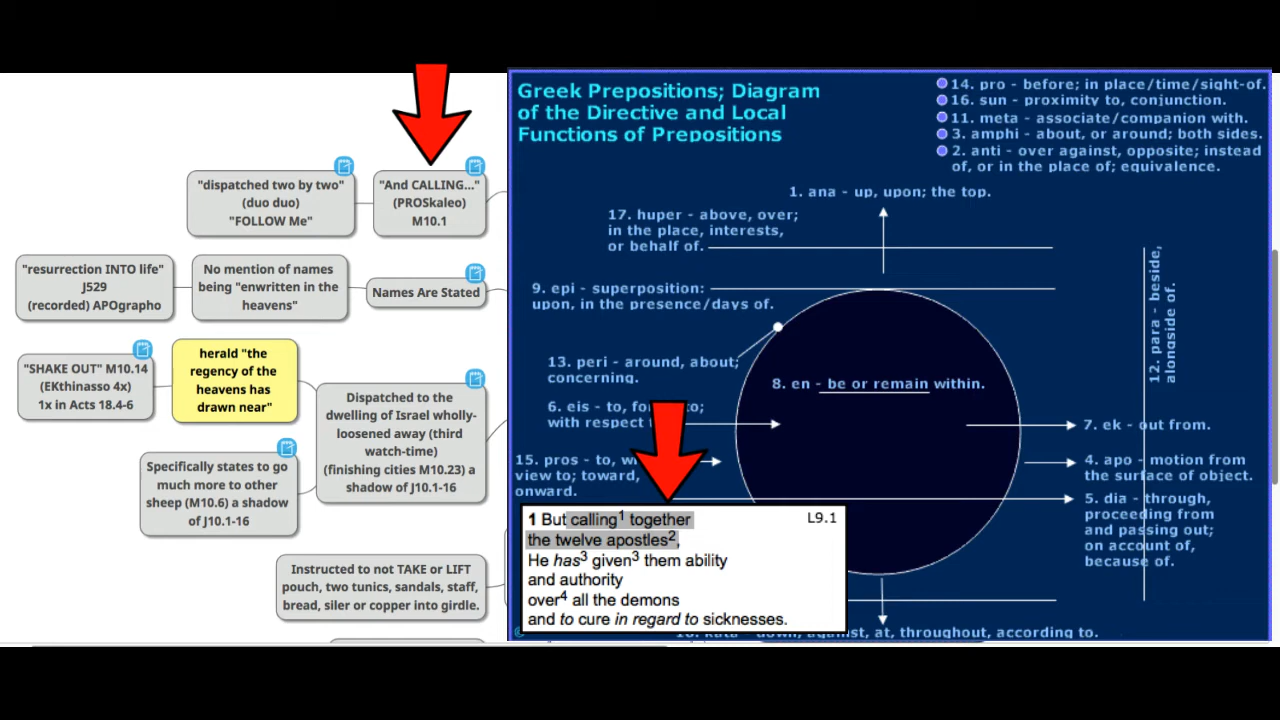 "dispatched two by two"
(duo duo)
"FOLLOW Me"
"And CALLING..."
(PROSkaleo)
M10.1
"resurrection INTO life"
J529
(recorded) APOgrapho
No mention of names
being "enwritten in the
heavens"
Names Are Stated
"SHAKE OUT" M10.14
(EKthinasso 4x)
1x in Acts 18.4-6
herald "the
regency of the
heavens has
drawn near"
Dispatched to the
dwelling of Israel wholly-
loosened away (third
watch-time)
(finishing cities M10.23) a
shadow of J10.1-16
Specifically states to go
much more to other
sheep (M10.6) a shadow
of J10.1-16
Instructed to not TAKE or LIFT
pouch, two tunics, sandals, staff,
bread, siler or copper into girdle.
Greek Prepositions; Diagram
of the Directive and Local
Functions of Prepositions
14. pro - before; in place/time/sight-of.
16. sun - proximity to, conjunction.
11. meta - associate/companion with.
3. amphi - about, or around; both sides.
2. anti - over against, opposite; instead
of, or in the place of; equivalence.
1. ana - up, upon; the top.
17. huper - above, over;
in the place, interests,
or behalf of.
9. epi - superposition:
upon, in the presence/days of.
13. peri - around, about;
concerning.
8. en - be or remain within.
6. eis - to,
with respect
15. pros - to,
view to; toward,
onward.
12. para - beside,
alongside of.
7. ek - out from.
4. apo - motion from
the surface of object.
5. dia - through,
proceeding from
and passing out;
on account of,
because of.
1 But calling¹ together L9.1
the twelve apostles²,
He has³ given³ them ability
and authority
over⁴ all the demons
and to cure in regard to sicknesses.
10. kata - down, against, at, throughout, according to.